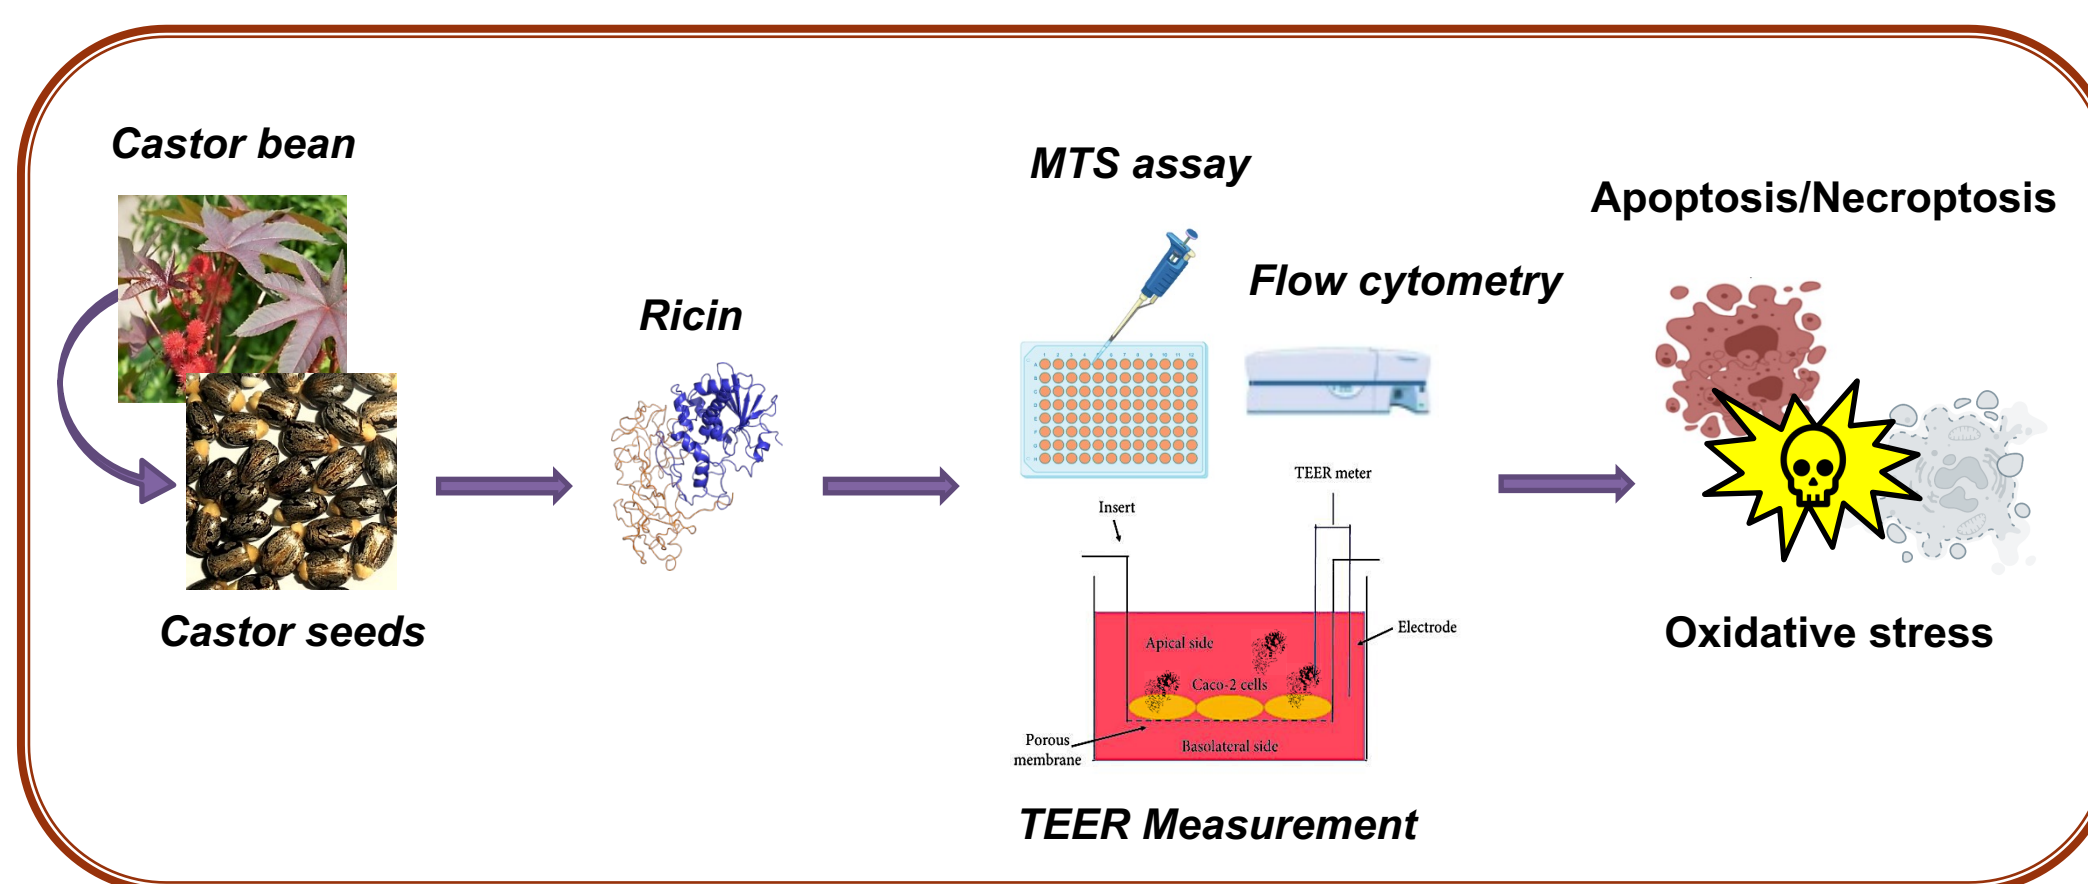 Castor bean
Castor seeds
Ricin
MTS assay
Flow cytometry
TEER meter
Insert
Electrode
Apical side
Caco-2 cells
Porous
membrane
Basolateral side
TEER Measurement
Apoptosis/Necroptosis
Oxidative stress